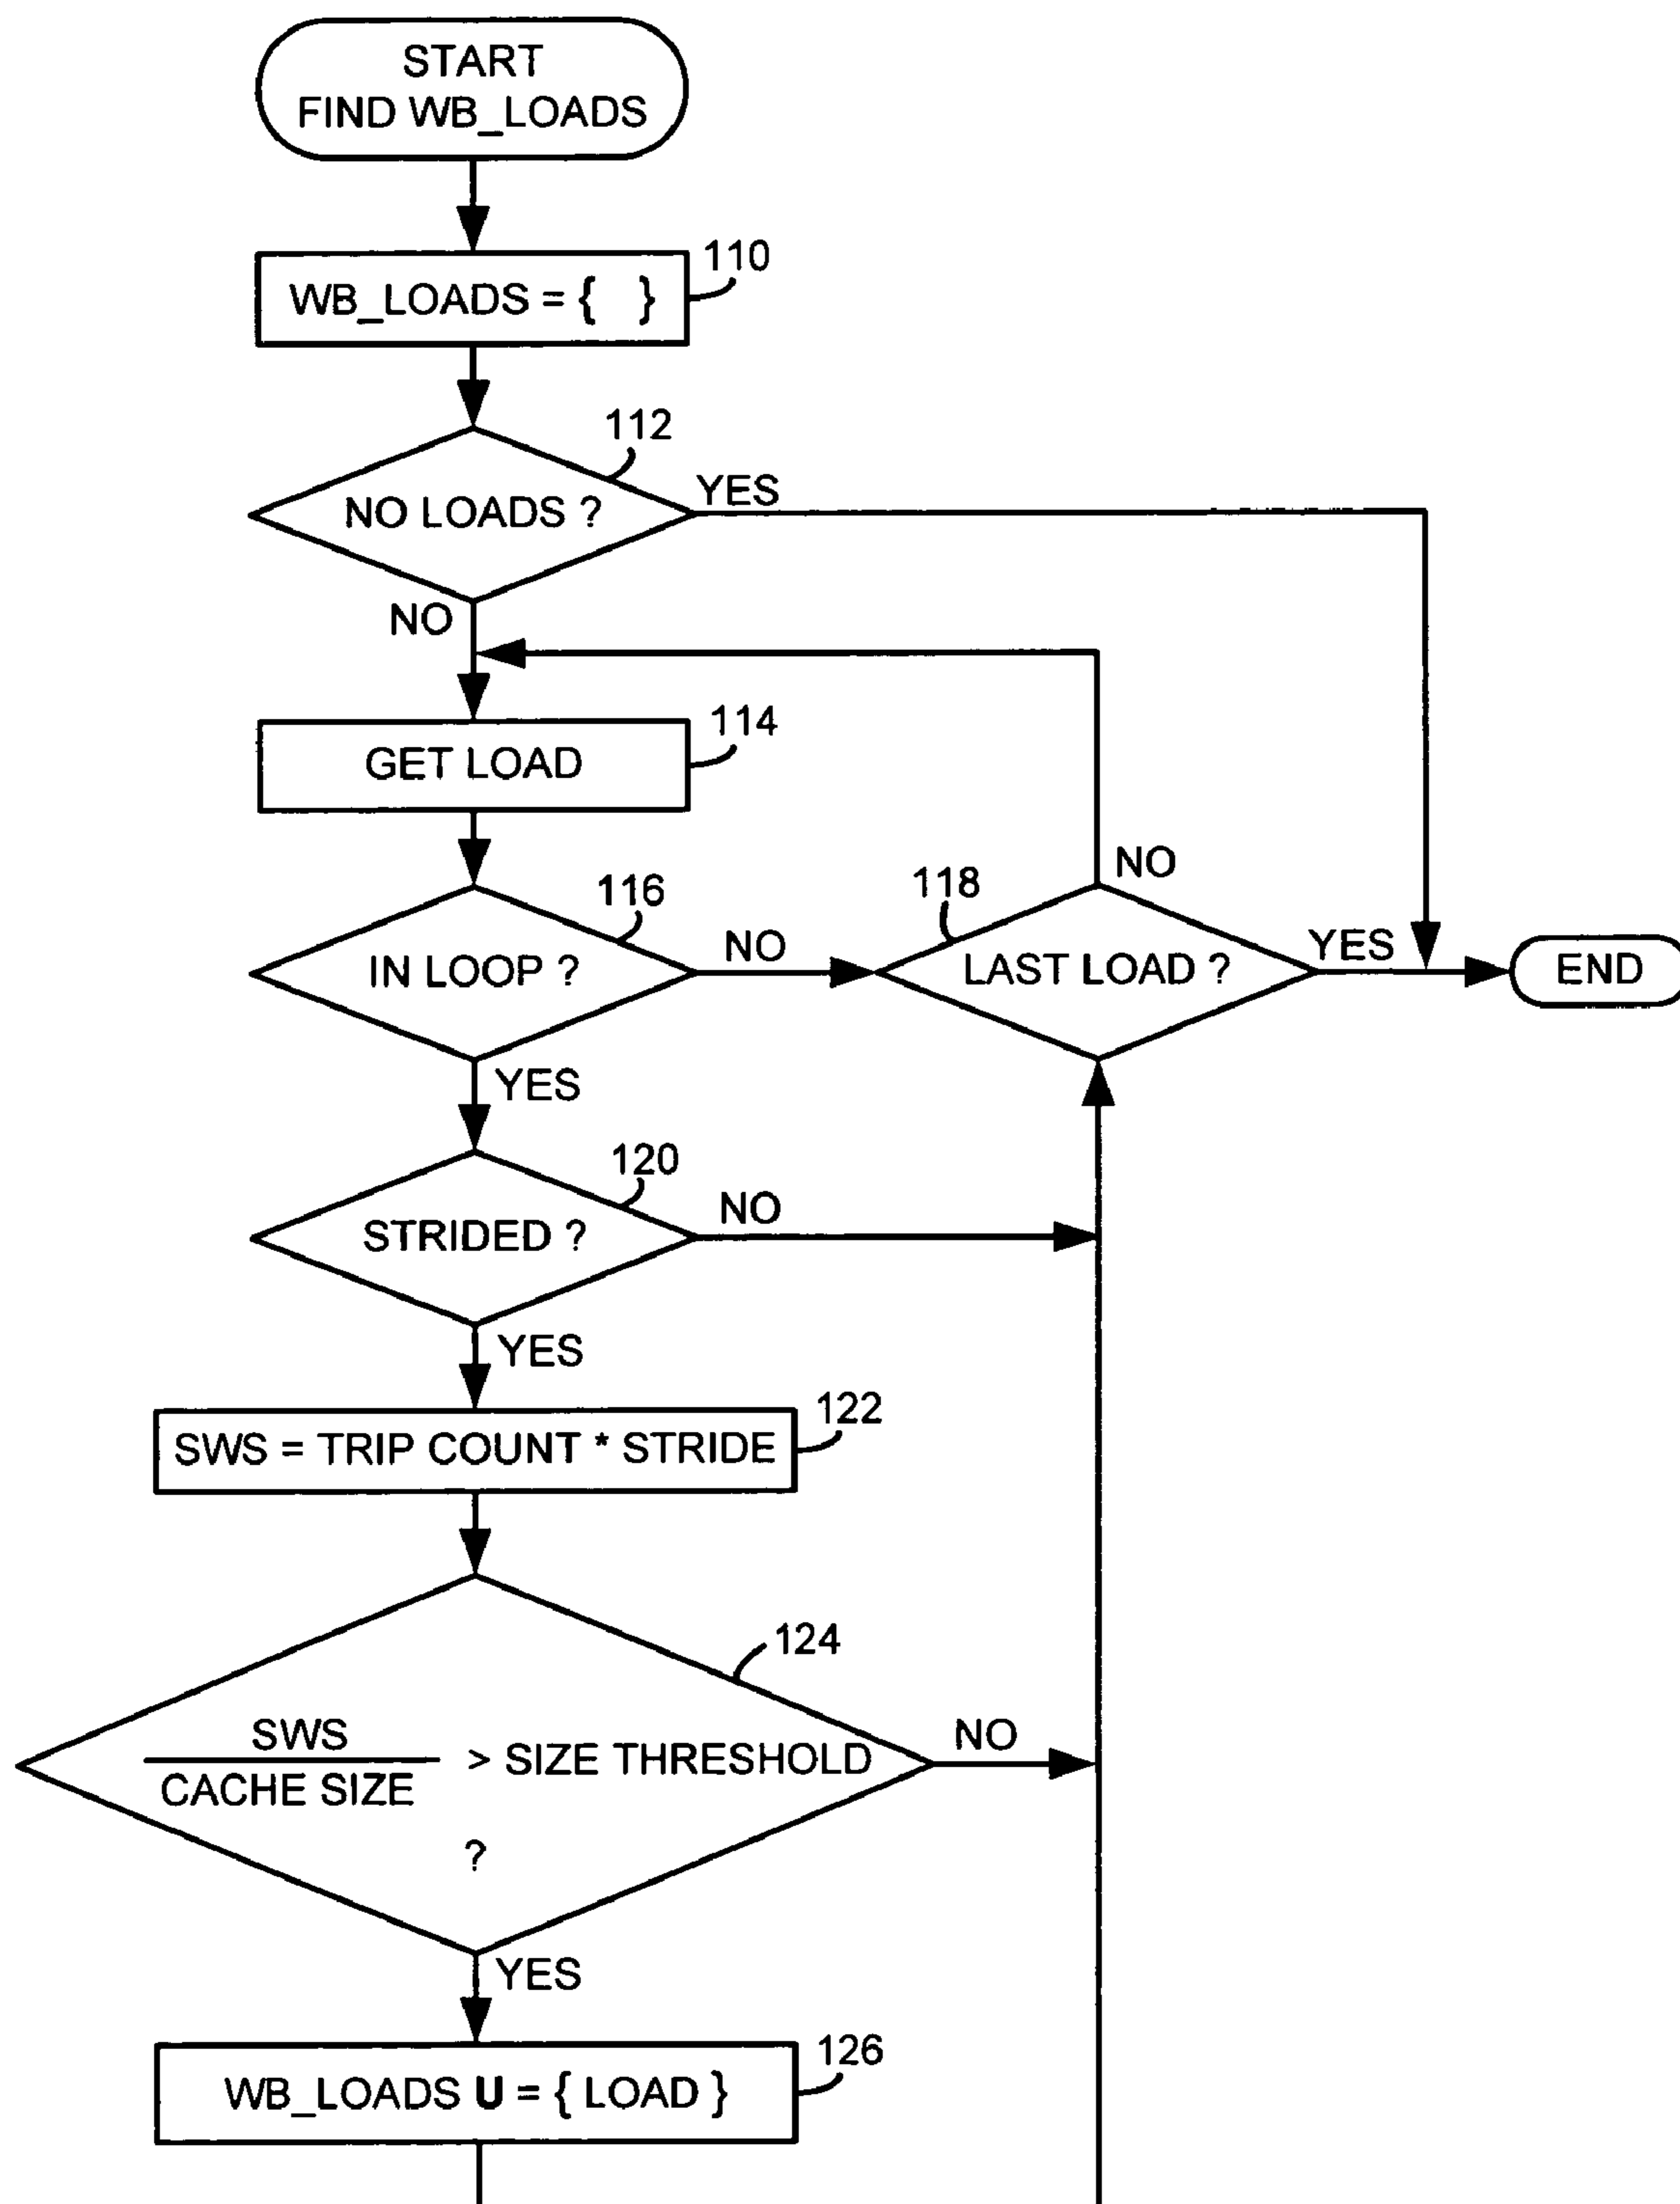 START
FIND WB_LOADS
110
WB_LOADS = { }
112
NO LOADS ?
YES
NO
114
GET LOAD
NO
116
118
IN LOOP ?
NO
LAST LOAD ?
YES
END
YES
120
STRIDED ?
NO
YES
122
SWS = TRIP COUNT * STRIDE
124
SWS
CACHE SIZE
> SIZE THRESHOLD
?
NO
YES
126
WB_LOADS U = { LOAD }